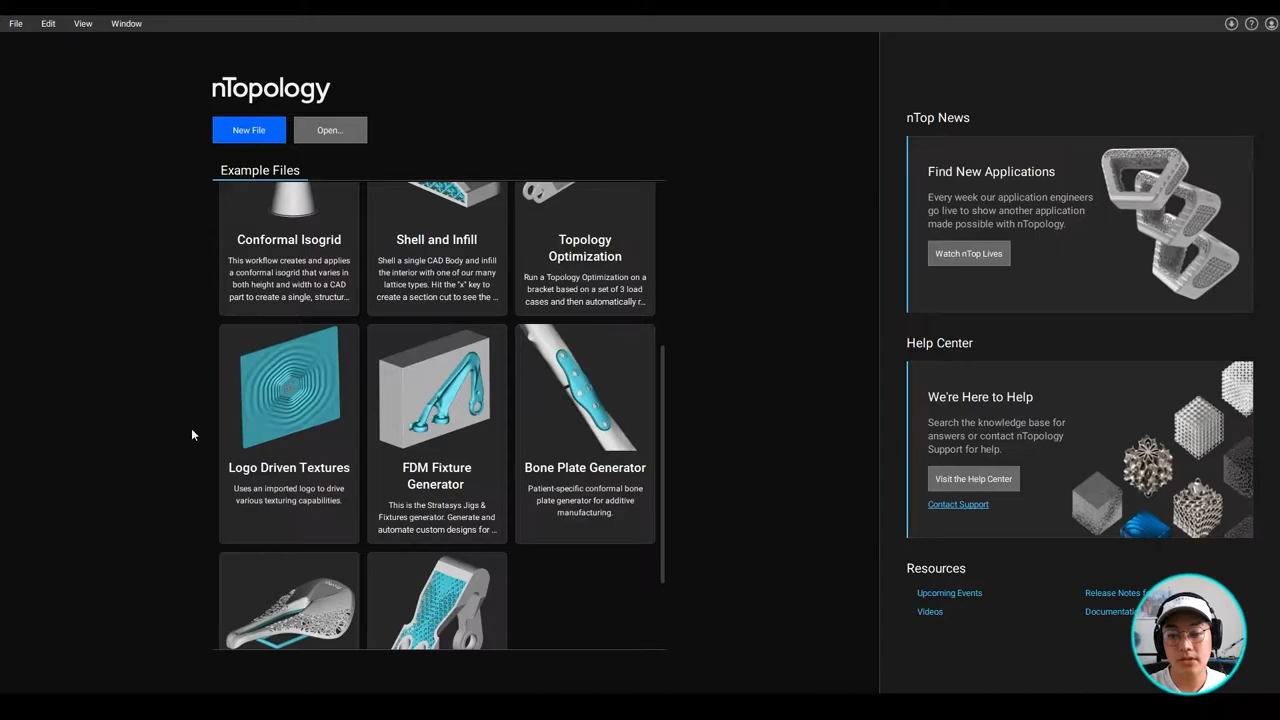 File Edit View Window
nTopology
New File Open...
Example Files
Conformal Isogrid
This workflow creates and applies
a conformal isogrid that varies in
both height and width to a CAD
part to create a single, structur...
Shell and Infill
Shell a single CAD Body and infill
the interior with one of our many
lattice types. Hit the "x" key to
create a section cut to see the ...
Topology
Optimization
Run a Topology Optimization on a
bracket based on a set of 3 load
cases and then automatically r...
Logo Driven Textures
Uses an imported logo to drive
various texturing capabilities.
FDM Fixture
Generator
This is the Stratasys Jigs &
Fixtures generator. Generate and
automate custom designs for ...
Bone Plate Generator
Patient-specific conformal bone
plate generator for additive
manufacturing.
nTop News
Find New Applications
Every week our application engineers
go live to show another application
made possible with nTopology.
Watch nTop Lives
Help Center
We're Here to Help
Search the knowledge base for
answers or contact nTopology
Support for help.
Visit the Help Center
Contact Support
Resources
Upcoming Events
Release Notes
Videos